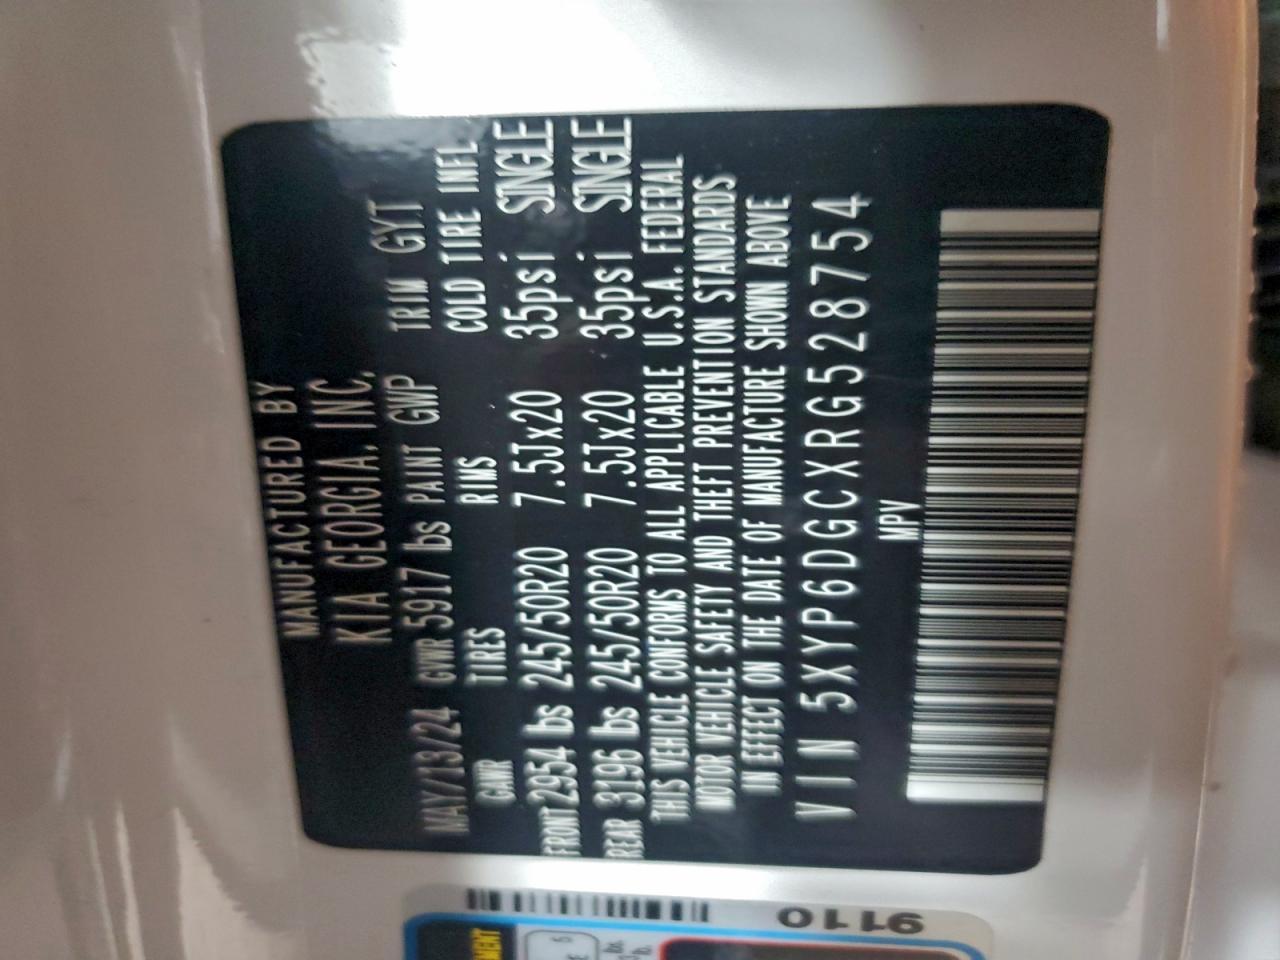 MANUFACTURED BY
KIA GEORGIA, INC.
MAY/13/24 GVWR 5917 lbs PAINT GWP TRIM GYT
GAWR TIRES RIMS COLD TIRE INFL
FRONT 2954 lbs 245/50R20 7.5Jx20 35psi SINGLE
REAR 3196 lbs 245/50R20 7.5Jx20 35psi SINGLE
THIS VEHICLE CONFORMS TO ALL APPLICABLE U.S.A. FEDERAL
MOTOR VEHICLE SAFETY AND THEFT PREVENTION STANDARDS
IN EFFECT ON THE DATE OF MANUFACTURE SHOWN ABOVE
VIN 5XYP6DGCXRG528754
MPV
9110